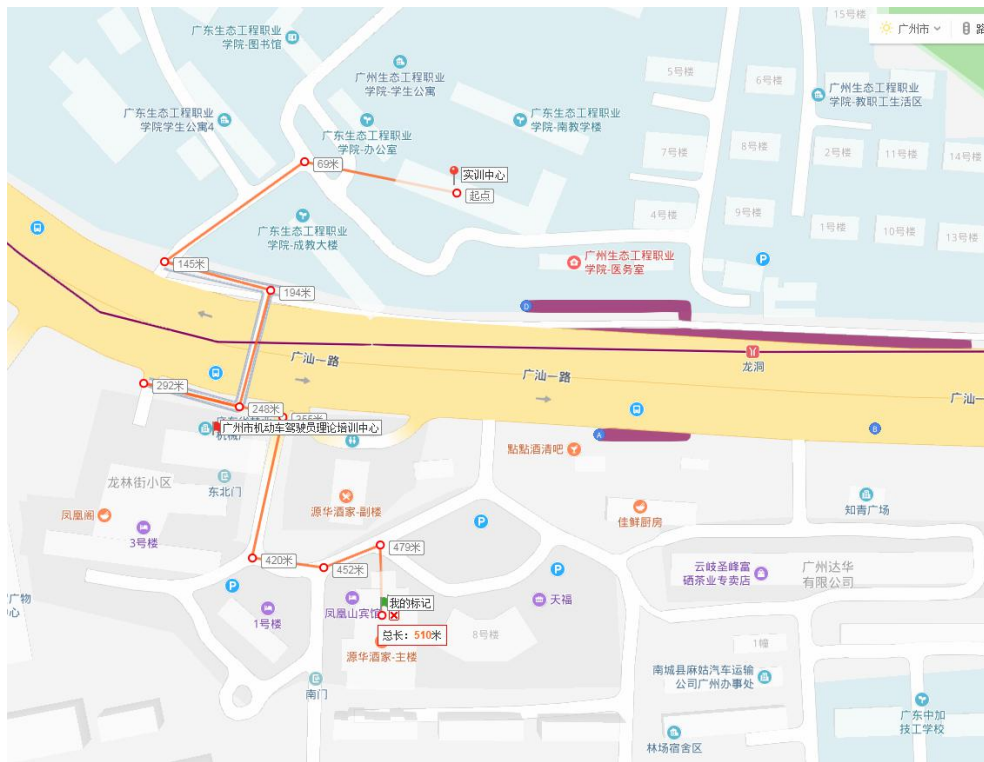 15号楼
广州市
路
广东生态工程职业
学院-图书馆
广州生态工程职业
学院-学生公寓
5号楼
6号楼
广州生态工程职业
学院-教职工生活区
广东生态工程职业
学院学生公寓4
广东生态工程职业
学院-办公室
广东生态工程职业
学院-南教学楼
7号楼
8号楼
2号楼
11号楼
14号楼
69米
实训中心
起点
4号楼
9号楼
1号楼
10号楼
13号楼
广东生态工程职业
学院-成教大楼
广州生态工程职业
学院-医务室
P
145米
194米
D
广汕一路
龙洞
广汕一路
广汕一
292米
248米
广州市机动车驾驶员理论培训中心
A
B
點點酒清吧
龙林街小区
东北门
源华酒家-副楼
知青广场
凤凰阁
3号楼
P
佳鲜厨房
420米
452米
479米
P
P
云岐圣峰富
硒茶业专卖店
广州达华
有限公司
天福
我的标记
凤凰山宾馆
1号楼
总长：510米
8号楼
源华酒家-主楼
1幢
南门
南城县麻姑汽车运输
公司广州办事处
广东中加
技工学校
林场宿舍区